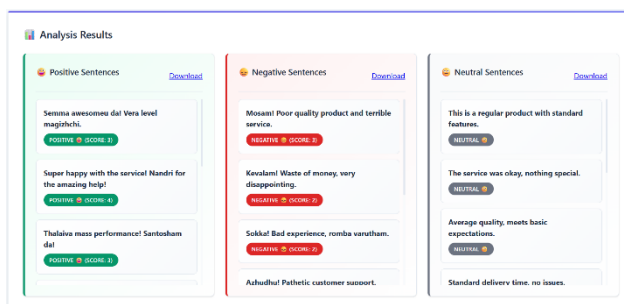 Analysis Results
Positive Sentences
Download
Semma awesomeu da! Vera level
magizhchi.
POSITIVE (SCORE: 3)
Super happy with the service! Nandri for
the amazing help!
POSITIVE (SCORE: 4)
Thalaiva mass performance! Santosham
da!
POSITIVE (SCORE: 3)
Negative Sentences
Download
Mosam! Poor quality product and terrible
service.
NEGATIVE (SCORE: 3)
Kevalam! Waste of money, very
disappointing.
NEGATIVE (SCORE: 2)
Sokka! Bad experience, romba varutham.
NEGATIVE (SCORE: 2)
Azhudhu! Pathetic customer support.
Neutral Sentences
Download
This is a regular product with standard
features.
NEUTRAL
The service was okay, nothing special.
NEUTRAL
Average quality, meets basic
expectations.
NEUTRAL
Standard delivery time, no issues.